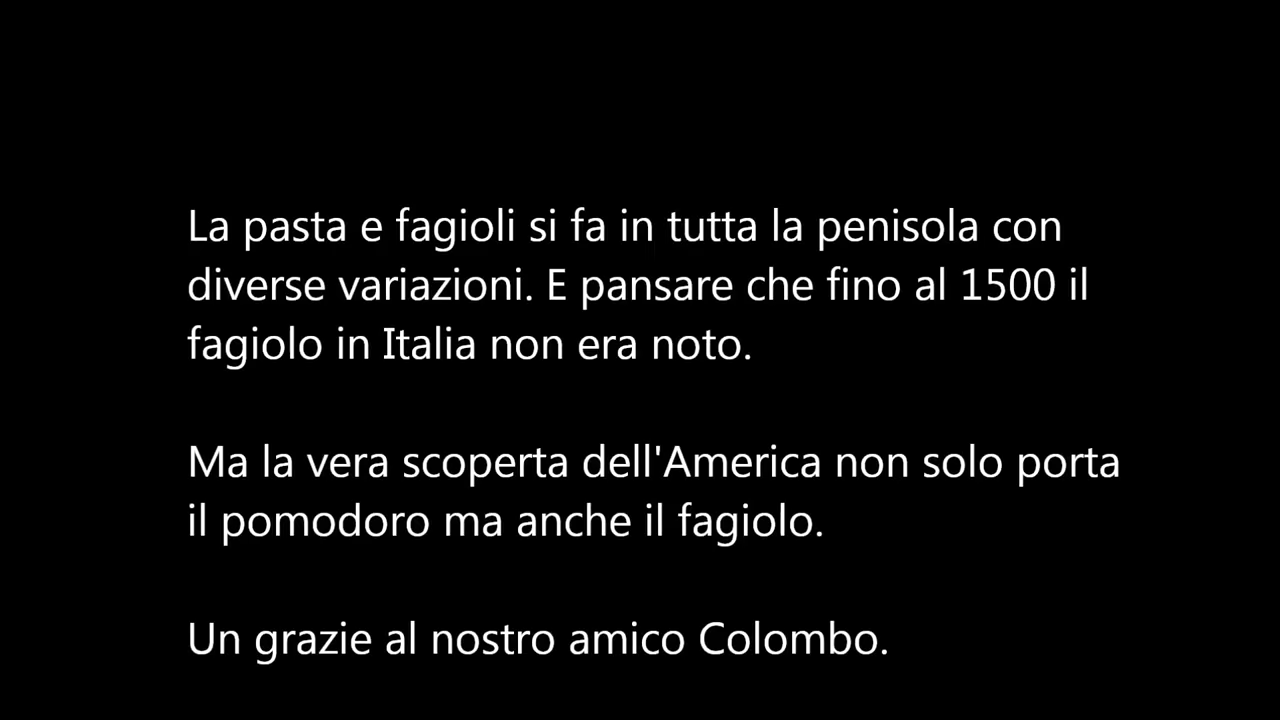 La pasta e fagioli si fa in tutta la penisola con
diverse variazioni. E pansare che fino al 1500 il
fagiolo in Italia non era noto.
Ma la vera scoperta dell'America non solo porta
il pomodoro ma anche il fagiolo.
Un grazie al nostro amico Colombo.